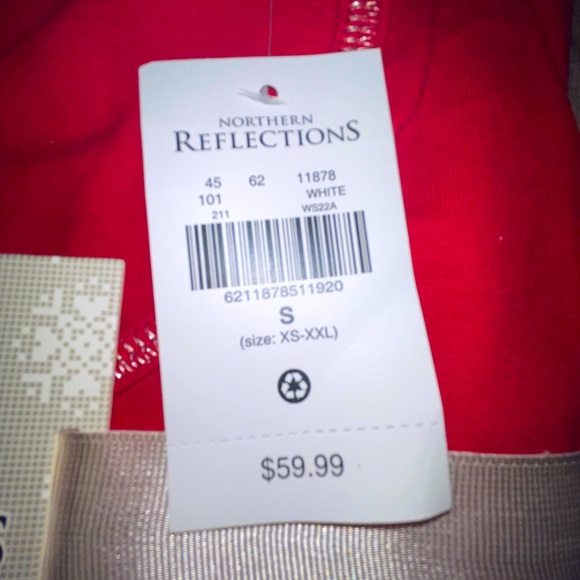 NORTHERN
REFLECTIONS
45 62 11878
101 WHITE
211 WS22A
6211878511920
S
(size: XS-XXL)
$59.99
S